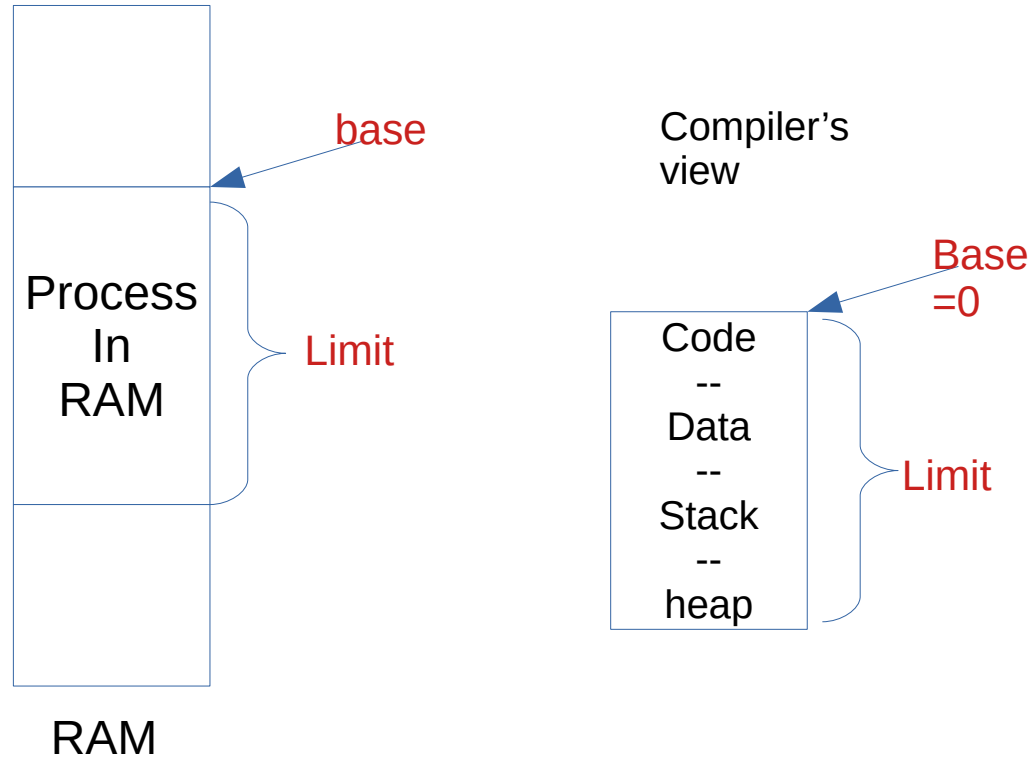 base
Process
In
RAM
Limit
RAM
Compiler’s
view
Base
=0
Code
--
Data
--
Stack
--
heap
Limit